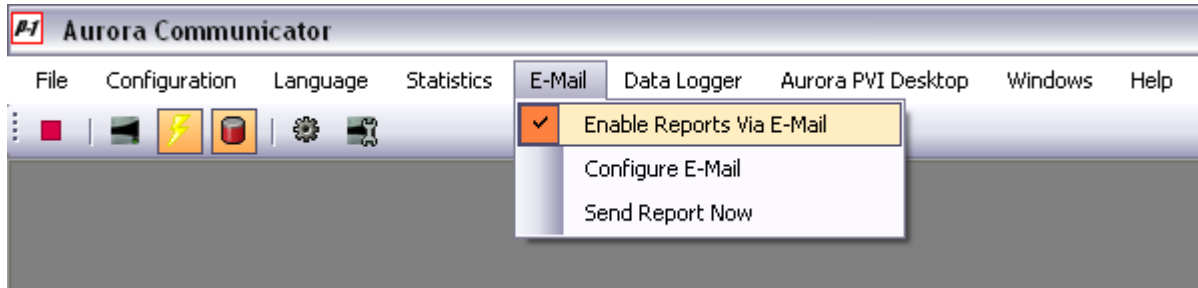 P-1 Aurora Communicator
File Configuration Language Statistics E-Mail Data Logger Aurora PVI Desktop Windows Help
Enable Reports Via E-Mail
Configure E-Mail
Send Report Now